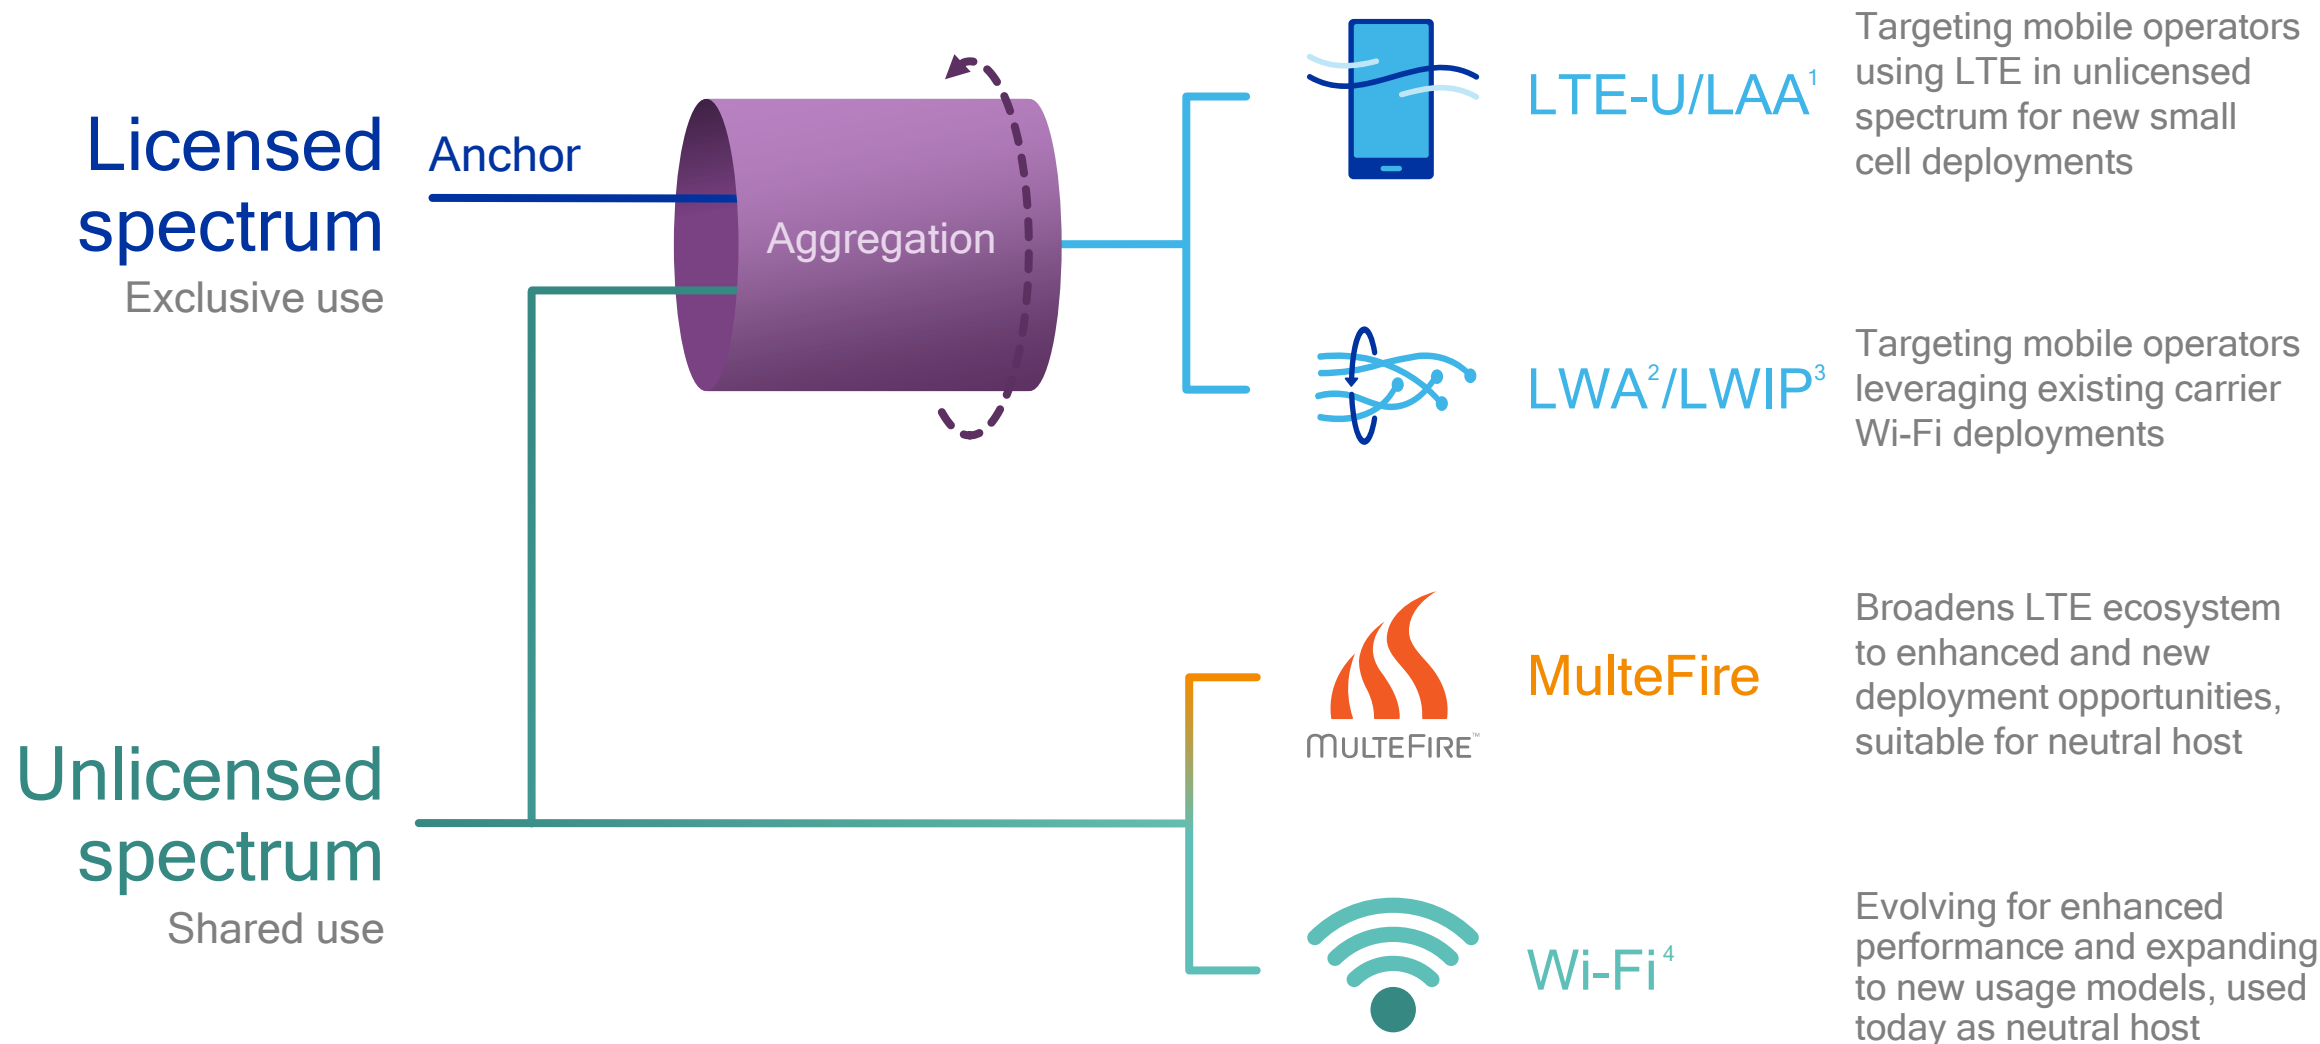 Licensed
spectrum
Exclusive use
Anchor
Aggregation
LTE-U/LAA¹
Targeting mobile operators
using LTE in unlicensed
spectrum for new small
cell deployments
LWA²/LWIP³
Targeting mobile operators
leveraging existing carrier
Wi-Fi deployments
Unlicensed
spectrum
Shared use
MULTEFIRE™
MulteFire
Broadens LTE ecosystem
to enhanced and new
deployment opportunities,
suitable for neutral host
Wi-Fi⁴
Evolving for enhanced
performance and expanding
to new usage models, used
today as neutral host